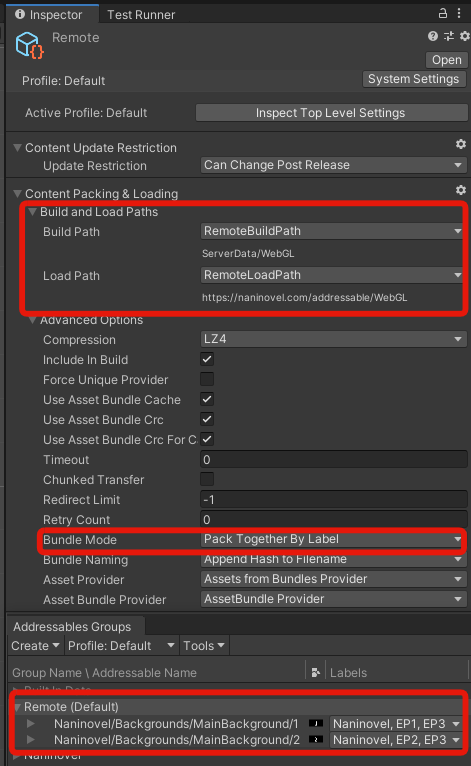 Inspector Test Runner
Remote
Open
Profile: Default System Settings
Active Profile: Default Inspect Top Level Settings
Content Update Restriction
Update Restriction Can Change Post Release
Content Packing & Loading
Build and Load Paths
Build Path RemoteBuildPath
ServerData/WebGL
Load Path RemoteLoadPath
https://naninovel.com/addressable/WebGL
Advanced Options
Compression LZ4
Include In Build
Force Unique Provider
Use Asset Bundle Cache
Use Asset Bundle Crc
Use Asset Bundle Crc For C
Timeout 0
Chunked Transfer
Redirect Limit -1
Retry Count 0
Bundle Mode Pack Together By Label
Bundle Naming Append Hash to Filename
Asset Provider Assets from Bundles Provider
Asset Bundle Provider AssetBundle Provider
Addressables Groups
Create Profile: Default Tools
Group Name \ Addressable Name Labels
Built In Data
Remote (Default)
Naninovel/Backgrounds/MainBackground/1 Naninovel, EP1, EP3
Naninovel/Backgrounds/MainBackground/2 Naninovel, EP2, EP3
Naninovel